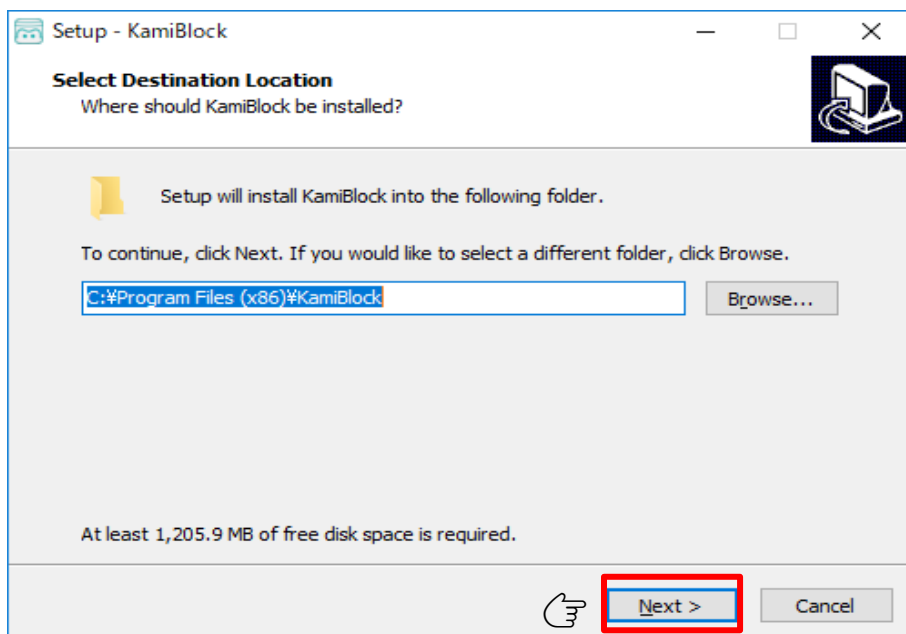 Setup - KamiBlock
Select Destination Location
Where should KamiBlock be installed?
Setup will install KamiBlock into the following folder.
To continue, click Next. If you would like to select a different folder, click Browse.
C:¥Program Files (x86)¥KamiBlock
Browse...
At least 1,205.9 MB of free disk space is required.
Next >
Cancel